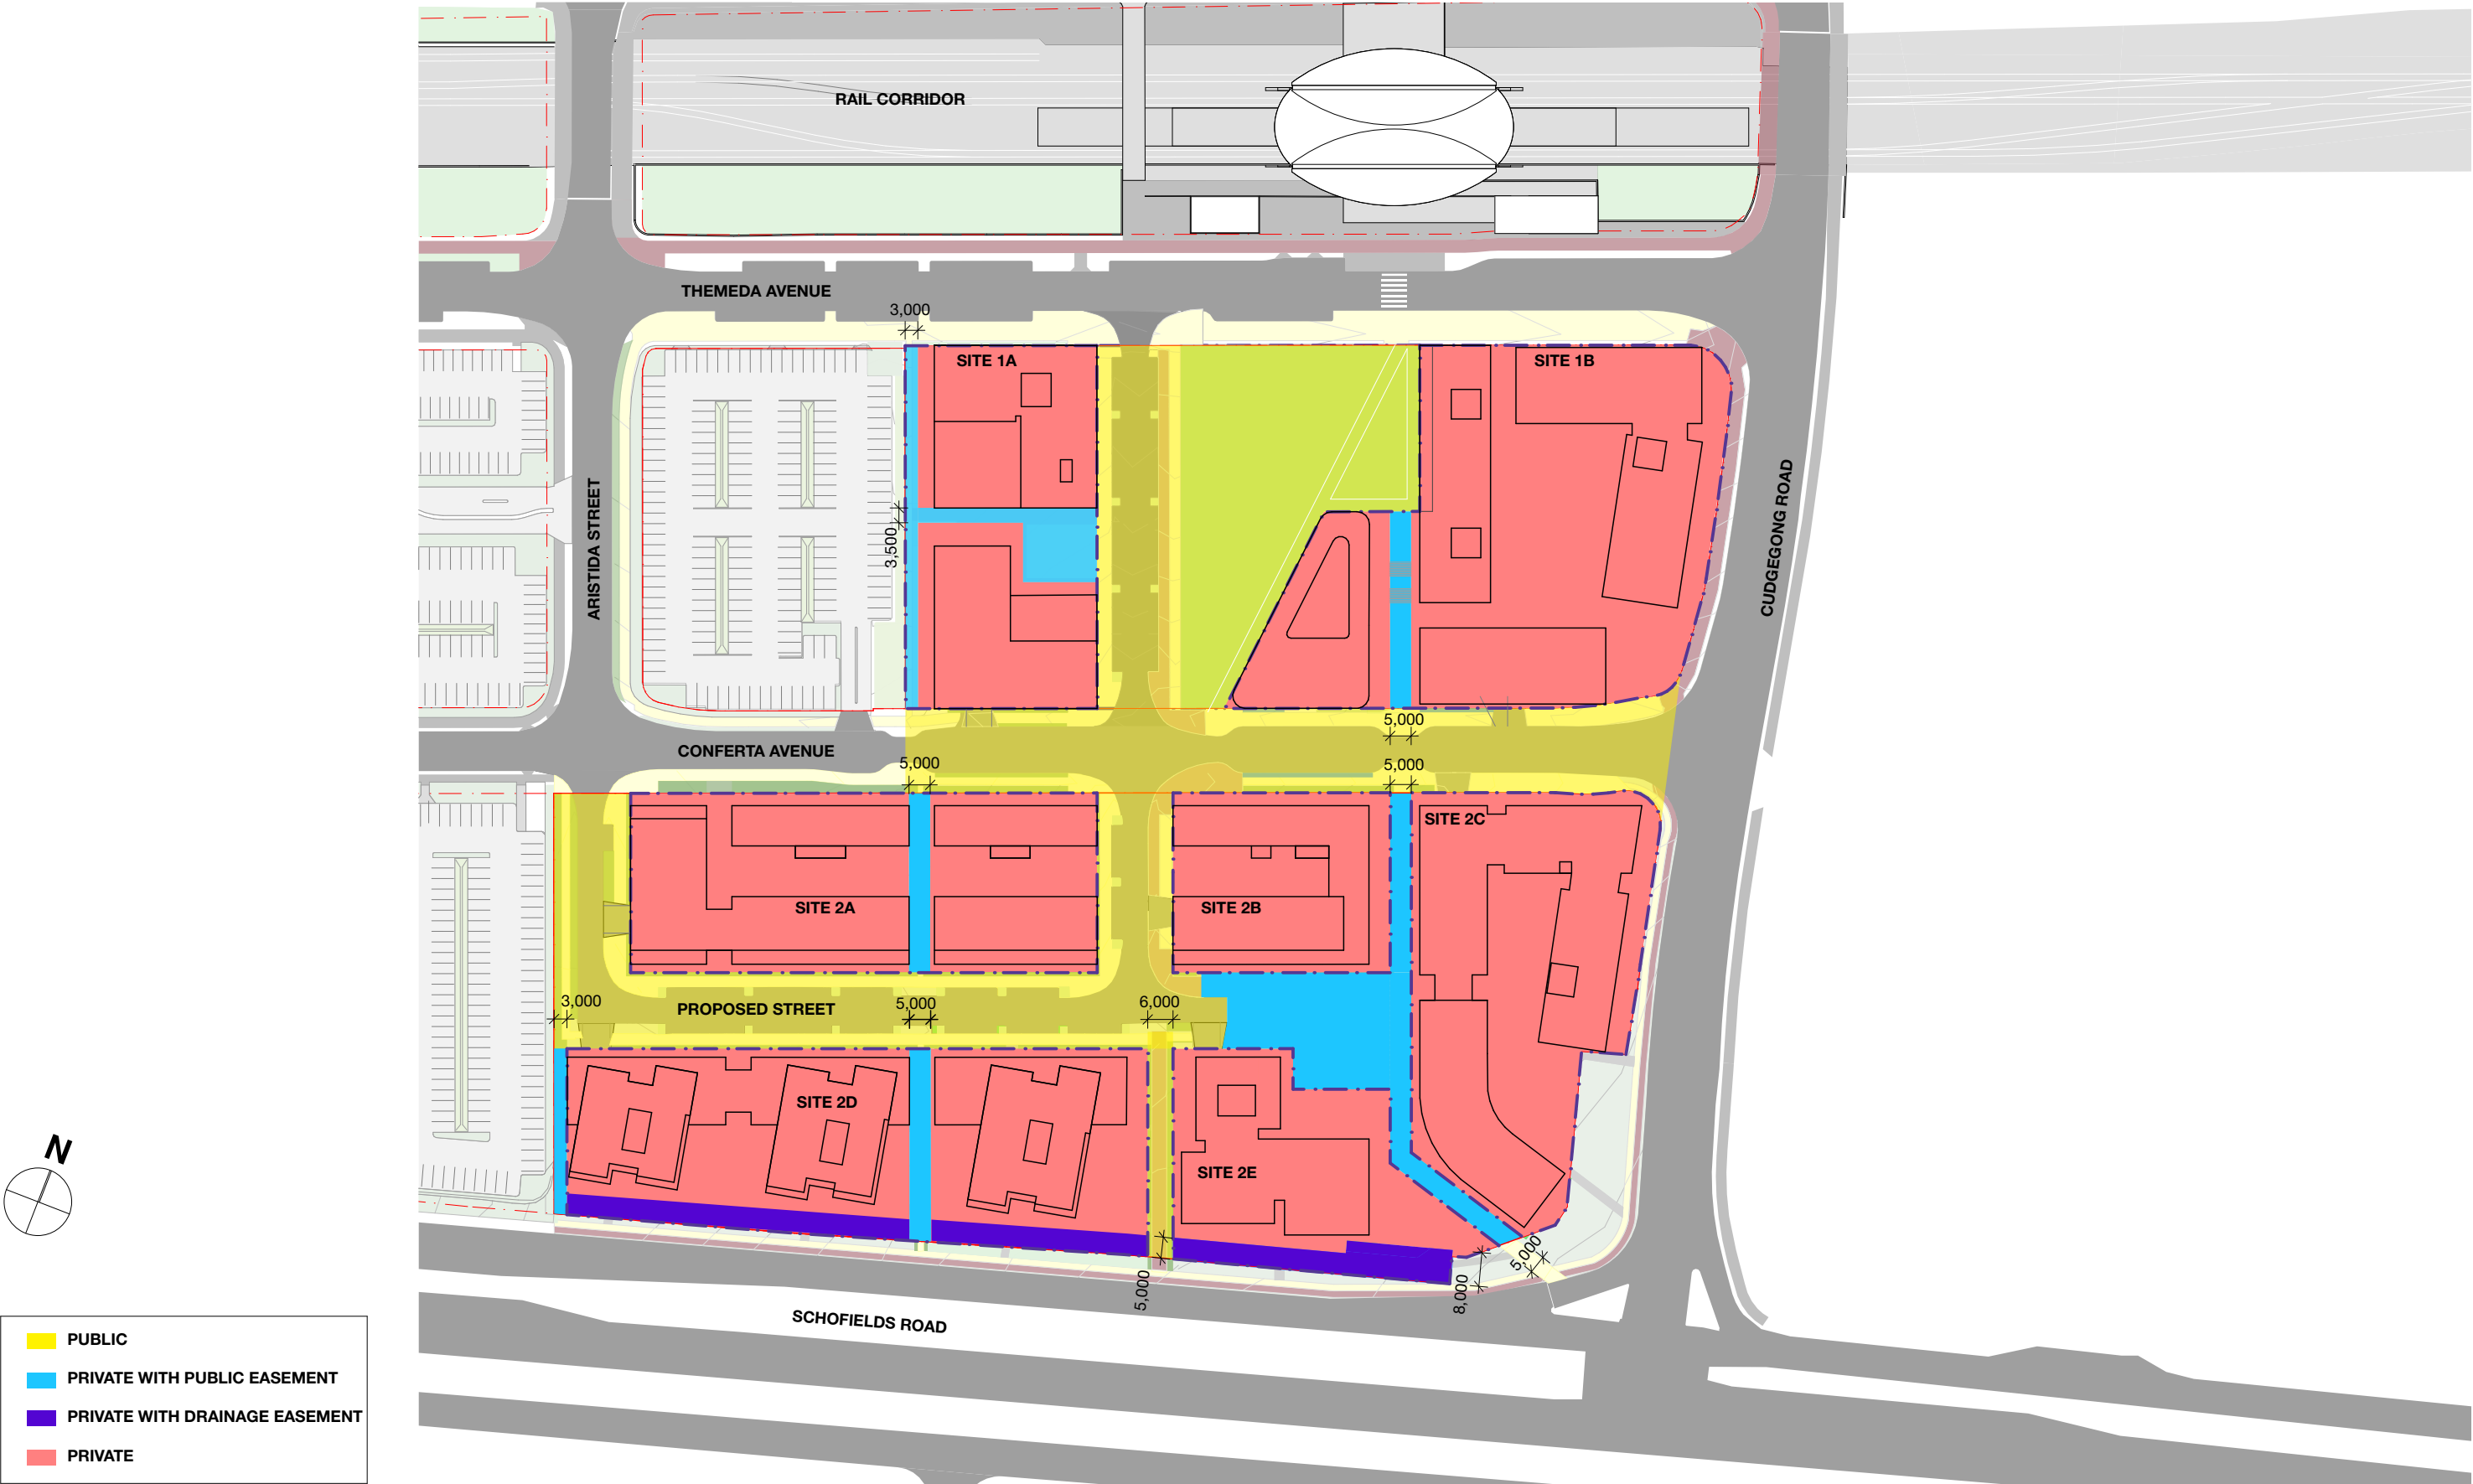 RAIL CORRIDOR
THEMEDA AVENUE
3,000
SITE 1A
SITE 1B
ARISTIDA STREET
3,500
CUDGEGONG ROAD
5,000
CONFERTA AVENUE
5,000
5,000
SITE 2C
SITE 2A
SITE 2B
3,000
PROPOSED STREET
5,000
6,000
SITE 2D
N
SITE 2E
5,000
8,000
5,000
SCHOFIELDS ROAD
PUBLIC
PRIVATE WITH PUBLIC EASEMENT
PRIVATE WITH DRAINAGE EASEMENT
PRIVATE